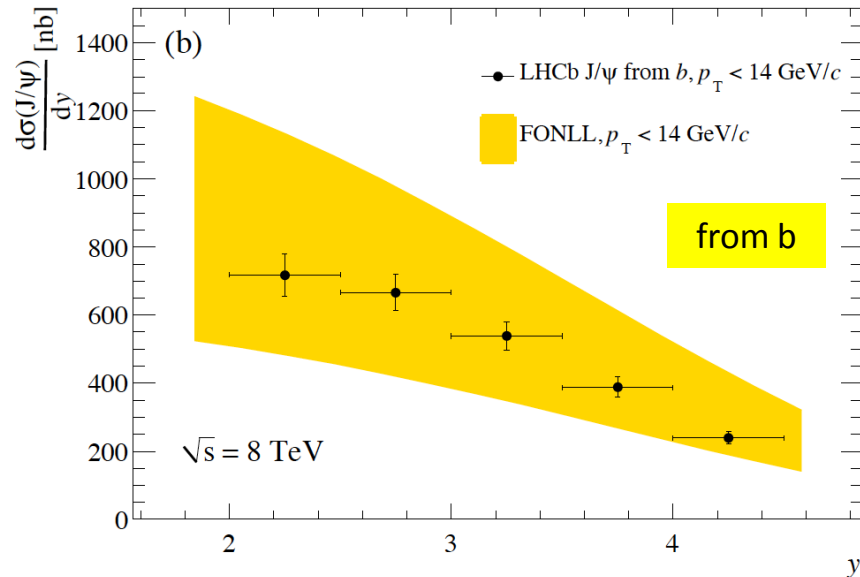 (b)
dσ(J/ψ)
dy
[nb]
1400
1200
1000
800
600
400
200
0
LHCb J/ψ from b, pT < 14 GeV/c
FONLL, pT < 14 GeV/c
from b
√s = 8 TeV
2 3 4
y